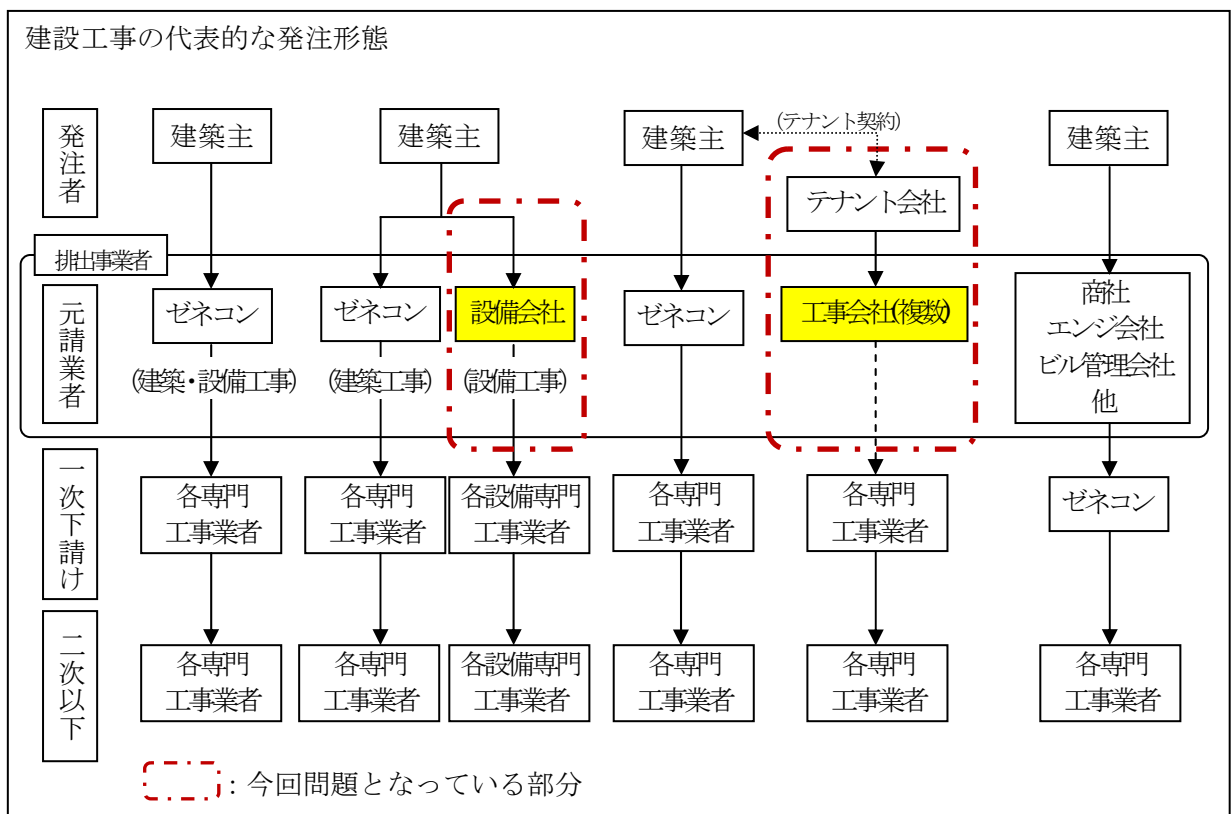 建設工事の代表的な発注形態
発注者
建築主
建築主
建築主
(テナント契約)
テナント会社
建築主
排出事業者
元請業者
ゼネコン
(建築・設備工事)
ゼネコン
(建築工事)
設備会社
(設備工事)
ゼネコン
工事会社(複数)
商社
エンジ会社
ビル管理会社
他
一次下請け
各専門
工事業者
各専門
工事業者
各設備専門
工事業者
各専門
工事業者
各専門
工事業者
ゼネコン
二次以下
各専門
工事業者
各専門
工事業者
各設備専門
工事業者
各専門
工事業者
各専門
工事業者
各専門
工事業者
：今回問題となっている部分